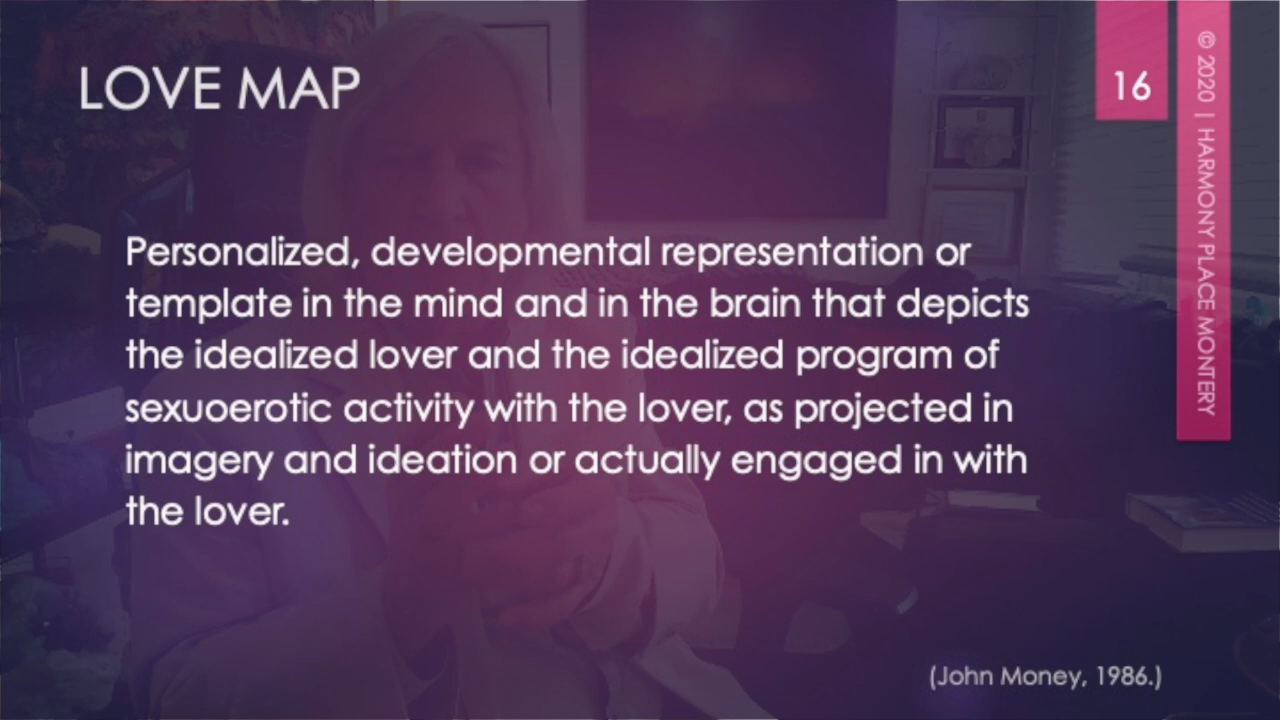 LOVE MAP
16
© 2020 | HARMONY PLACE MONTERY
Personalized, developmental representation or
template in the mind and in the brain that depicts
the idealized lover and the idealized program of
sexuoerotic activity with the lover, as projected in
imagery and ideation or actually engaged in with
the lover.
(John Money, 1986.)